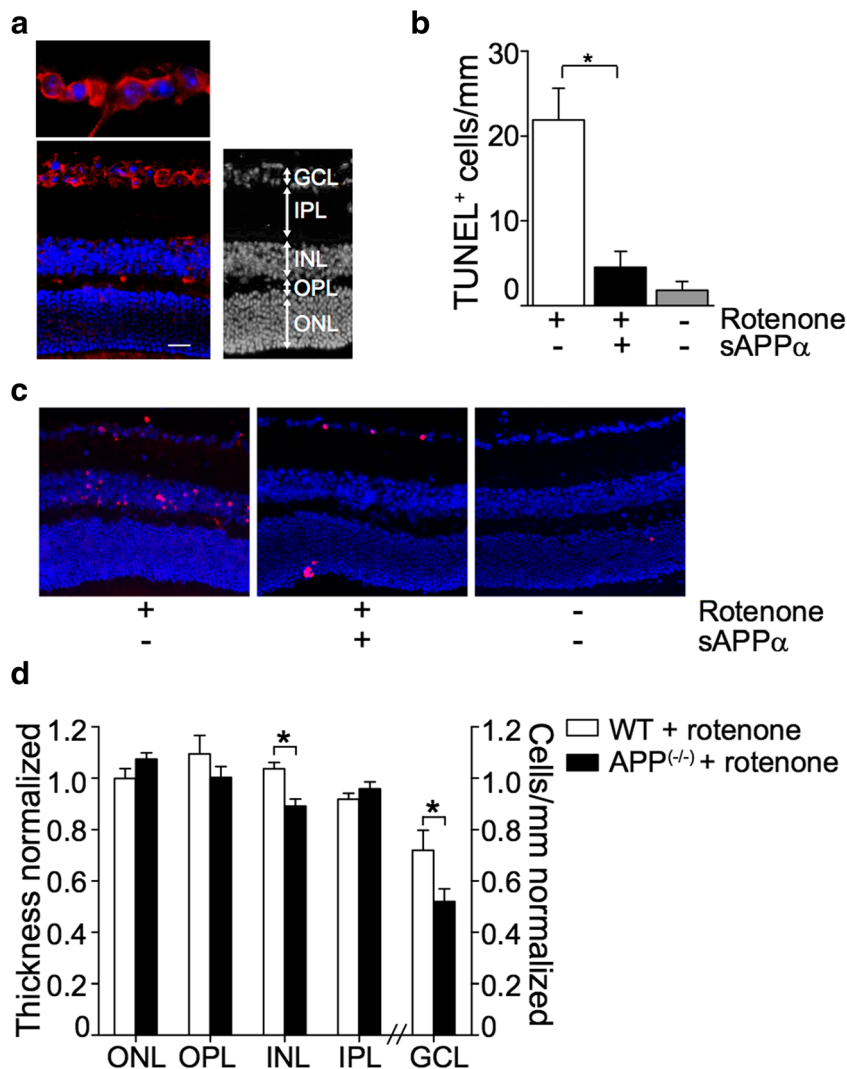 a
GCL
IPL
INL
OPL
ONL
b
TUNEL⁺ cells/mm
30
20
10
0
+ + - Rotenone
- + - sAPPα
*
c
+ + - Rotenone
- + - sAPPα
d
Thickness normalized
1.2
1.0
0.8
0.6
0.4
0.2
0
* *
ONL OPL INL IPL // GCL
1.2
1.0
0.8
0.6
0.4
0.2
0
Cells/mm normalized
WT + rotenone
APP⁽⁻/⁻⁾ + rotenone